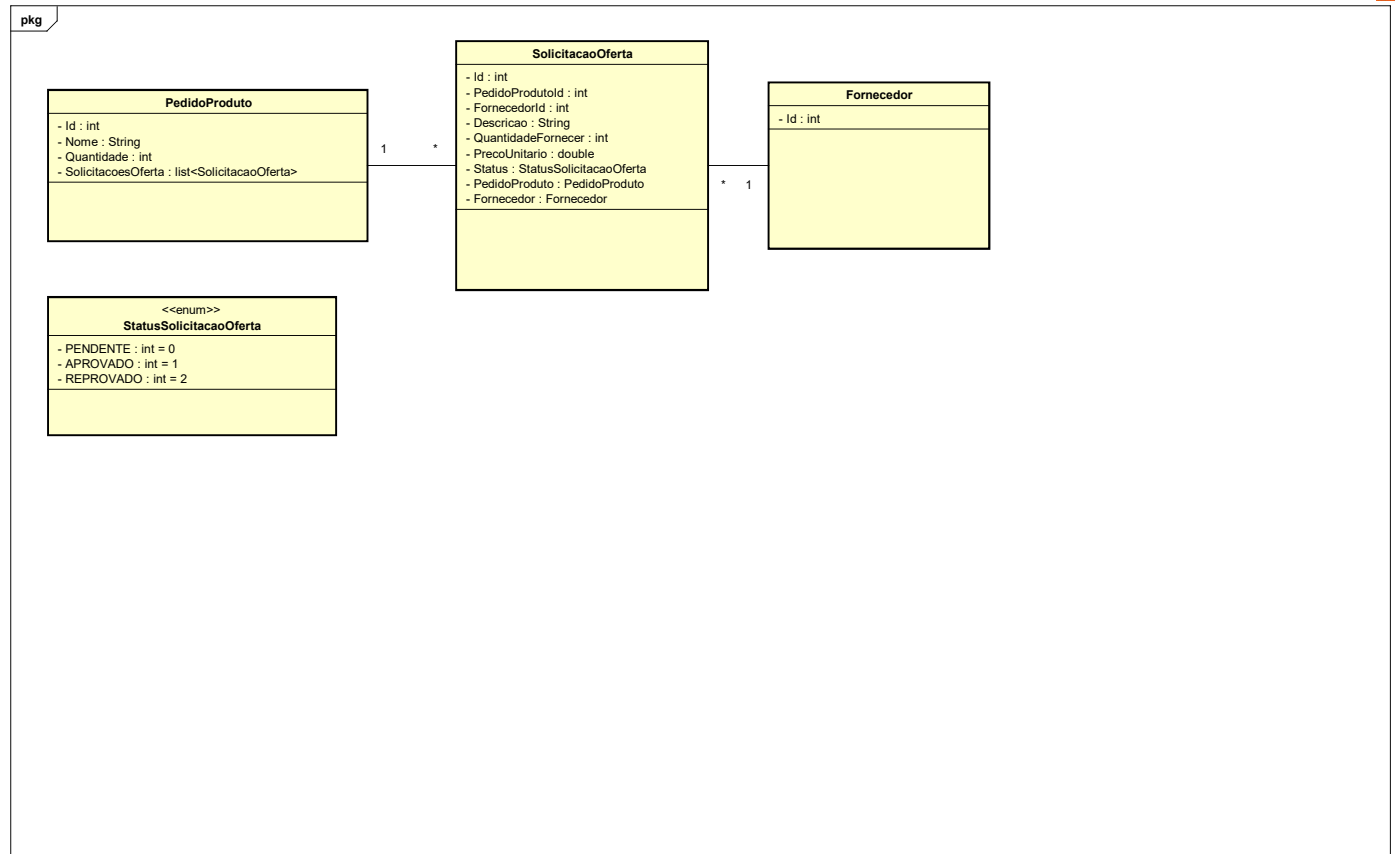 pkg
PedidoProduto
- Id : int
- Nome : String
- Quantidade : int
- SolicitacoesOferta : list<SolicitacaoOferta>
1
*
SolicitacaoOferta
- Id : int
- PedidoProdutoId : int
- FornecedorId : int
- Descricao : String
- QuantidadeFornecer : int
- PrecoUnitario : double
- Status : StatusSolicitacaoOferta
- PedidoProduto : PedidoProduto
- Fornecedor : Fornecedor
*
1
Fornecedor
- Id : int
<<enum>>
StatusSolicitacaoOferta
- PENDENTE : int = 0
- APROVADO : int = 1
- REPROVADO : int = 2